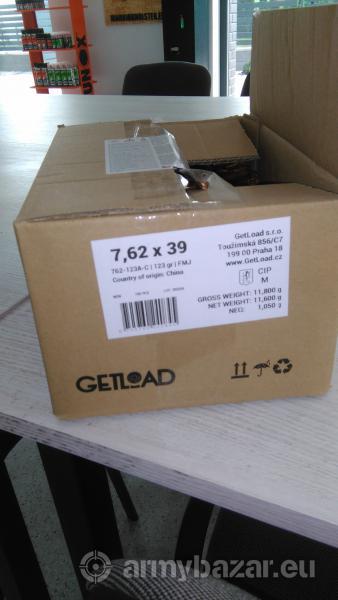 7,62 x 39
762-123A-C | 123 gr | FMJ
Country of origin: China
GetLoad s.r.o.
Toužimská 856/C7
199 00 Praha 18
www.GetLoad.cz
CIP
M
GROSS WEIGHT: 11,800 g
NET WEIGHT: 11,600 g
NEQ: 1,050 g
GETLOAD
armybazar.eu